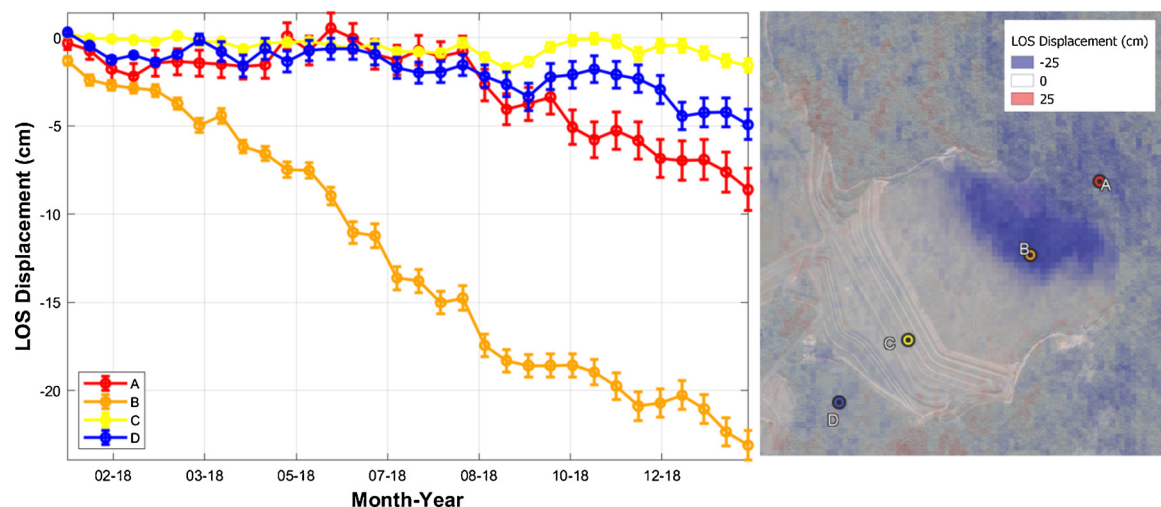 0
-5
-10
-15
-20
LOS Displacement (cm)
02-18
03-18
05-18
07-18
08-18
10-18
12-18
Month-Year
A
B
C
D
LOS Displacement (cm)
-25
0
25
A
B
C
D